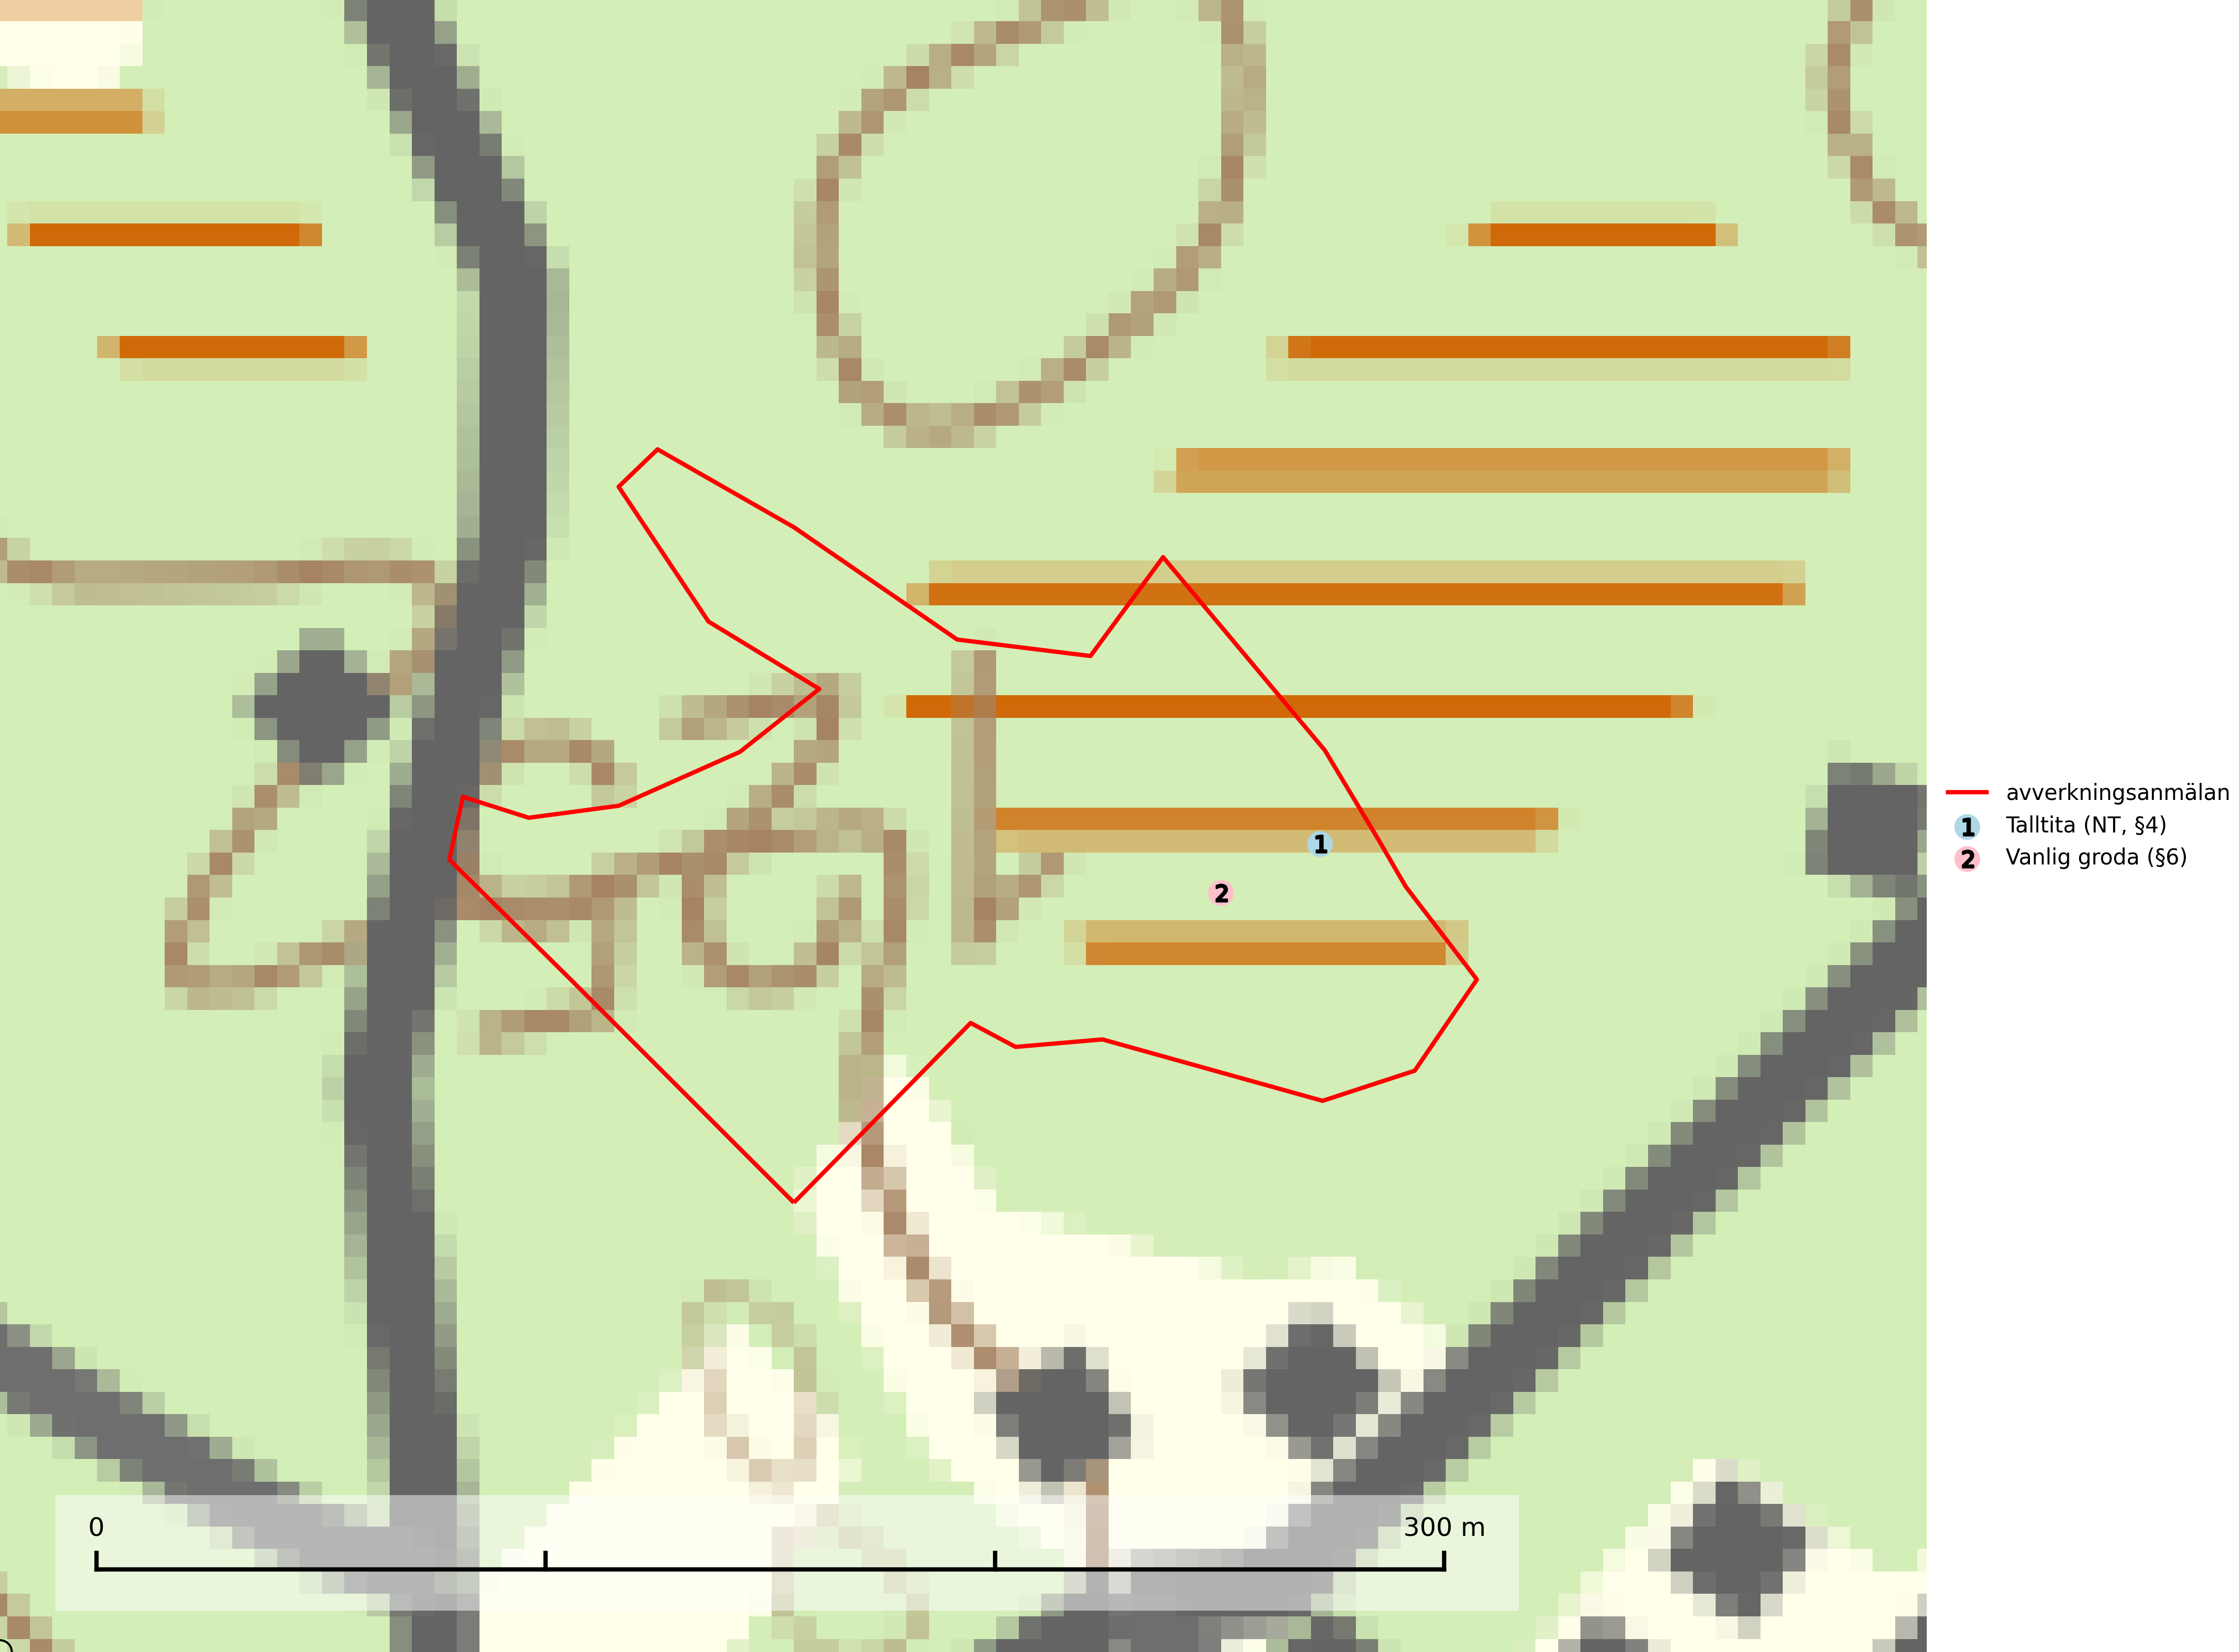 1
2
avverkningsanmälan
1 Talltita (NT, §4)
2 Vanlig groda (§6)
0 300 m